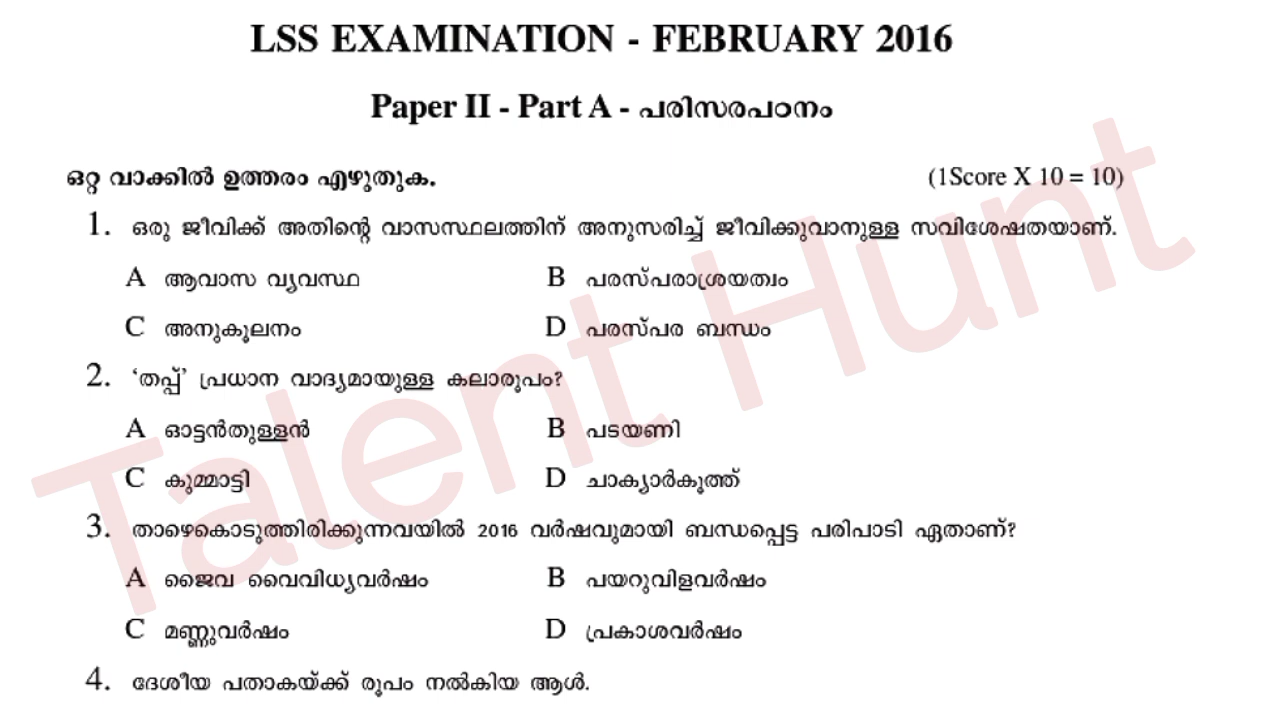 LSS EXAMINATION - FEBRUARY 2016
Paper II - Part A - പരിസരപഠനം
ഒറ്റ വാക്കിൽ ഉത്തരം എഴുതുക. (1Score X 10 = 10)
1. ഒരു ജീവിക്ക് അതിന്റെ വാസസ്ഥലത്തിന് അനുസരിച്ച് ജീവിക്കുവാനുള്ള സവിശേഷതയാണ്.
A ആവാസ വ്യവസ്ഥ B പരസ്പരാശ്രയത്വം
C അനുകൂലനം D പരസ്പര ബന്ധം
2. ‘തപ്പ്’ പ്രധാന വാദ്യമായുള്ള കലാരൂപം?
A ഓട്ടൻതുള്ളൻ B പടയണി
C കുമ്മാട്ടി D ചാക്യാർകൂത്ത്
3. താഴെകൊടുത്തിരിക്കുന്നവയിൽ 2016 വർഷവുമായി ബന്ധപ്പെട്ട പരിപാടി ഏതാണ്?
A ജൈവ വൈവിധ്യവർഷം B പയറുവിളവർഷം
C മണ്ണുവർഷം D പ്രകാശവർഷം
4. ദേശീയ പതാകയ്ക്ക് രൂപം നൽകിയ ആൾ.
Talent Hunt